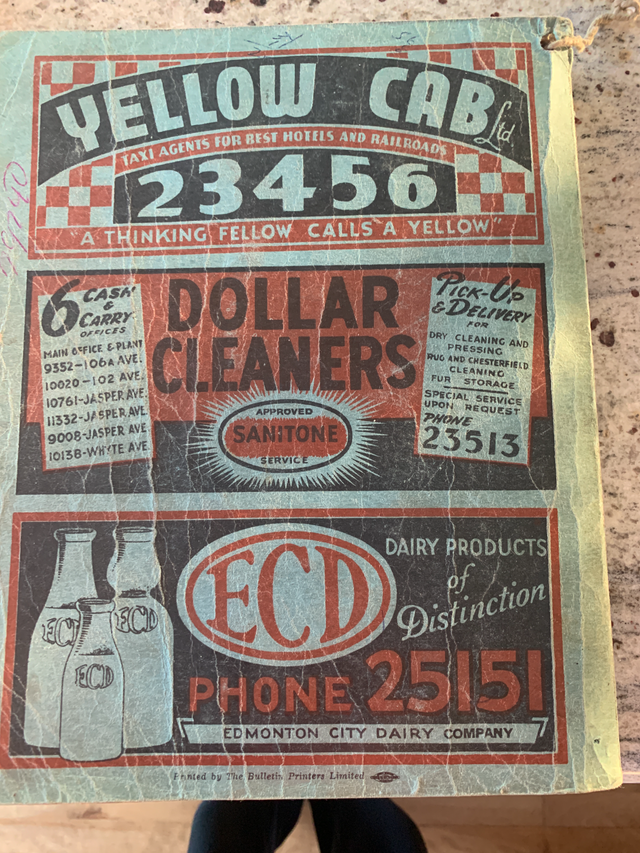 YELLOW CAB Ltd
TAXI AGENTS FOR BEST HOTELS AND RAILROADS
23456
"A THINKING FELLOW CALLS A YELLOW"
6 CASH
&
CARRY
OFFICES
MAIN OFFICE & PLANT
9352-106A AVE.
10020-102 AVE.
10761-JASPER AVE.
11332-JASPER AVE.
9008-JASPER AVE.
10138-WHYTE AVE.
DOLLAR
CLEANERS
APPROVED
SANITONE
SERVICE
PICK-UP
& DELIVERY
FOR
DRY CLEANING AND
PRESSING
RUG AND CHESTERFIELD
CLEANING
FUR STORAGE
SPECIAL SERVICE
UPON REQUEST
PHONE
23513
ECD
ECD
ECD
ECD
DAIRY PRODUCTS
of
Distinction
PHONE 25151
EDMONTON CITY DAIRY COMPANY
Printed by The Bulletin Printers Limited